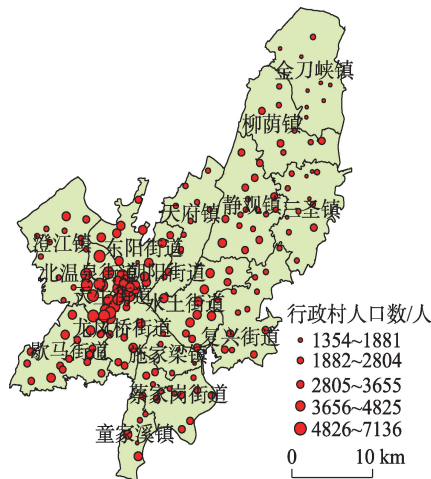 金刀峡镇
柳荫镇
天府镇
静观镇
三圣镇
澄江镇
东阳街道
北温泉街道
朝阳街道
天生街道
水土街道
龙凤桥街道
复兴街道
歇马街道
施家梁镇
蔡家岗街道
童家溪镇
行政村人口数/人
1354~1881
1882~2804
2805~3655
3656~4825
4826~7136
0 10 km